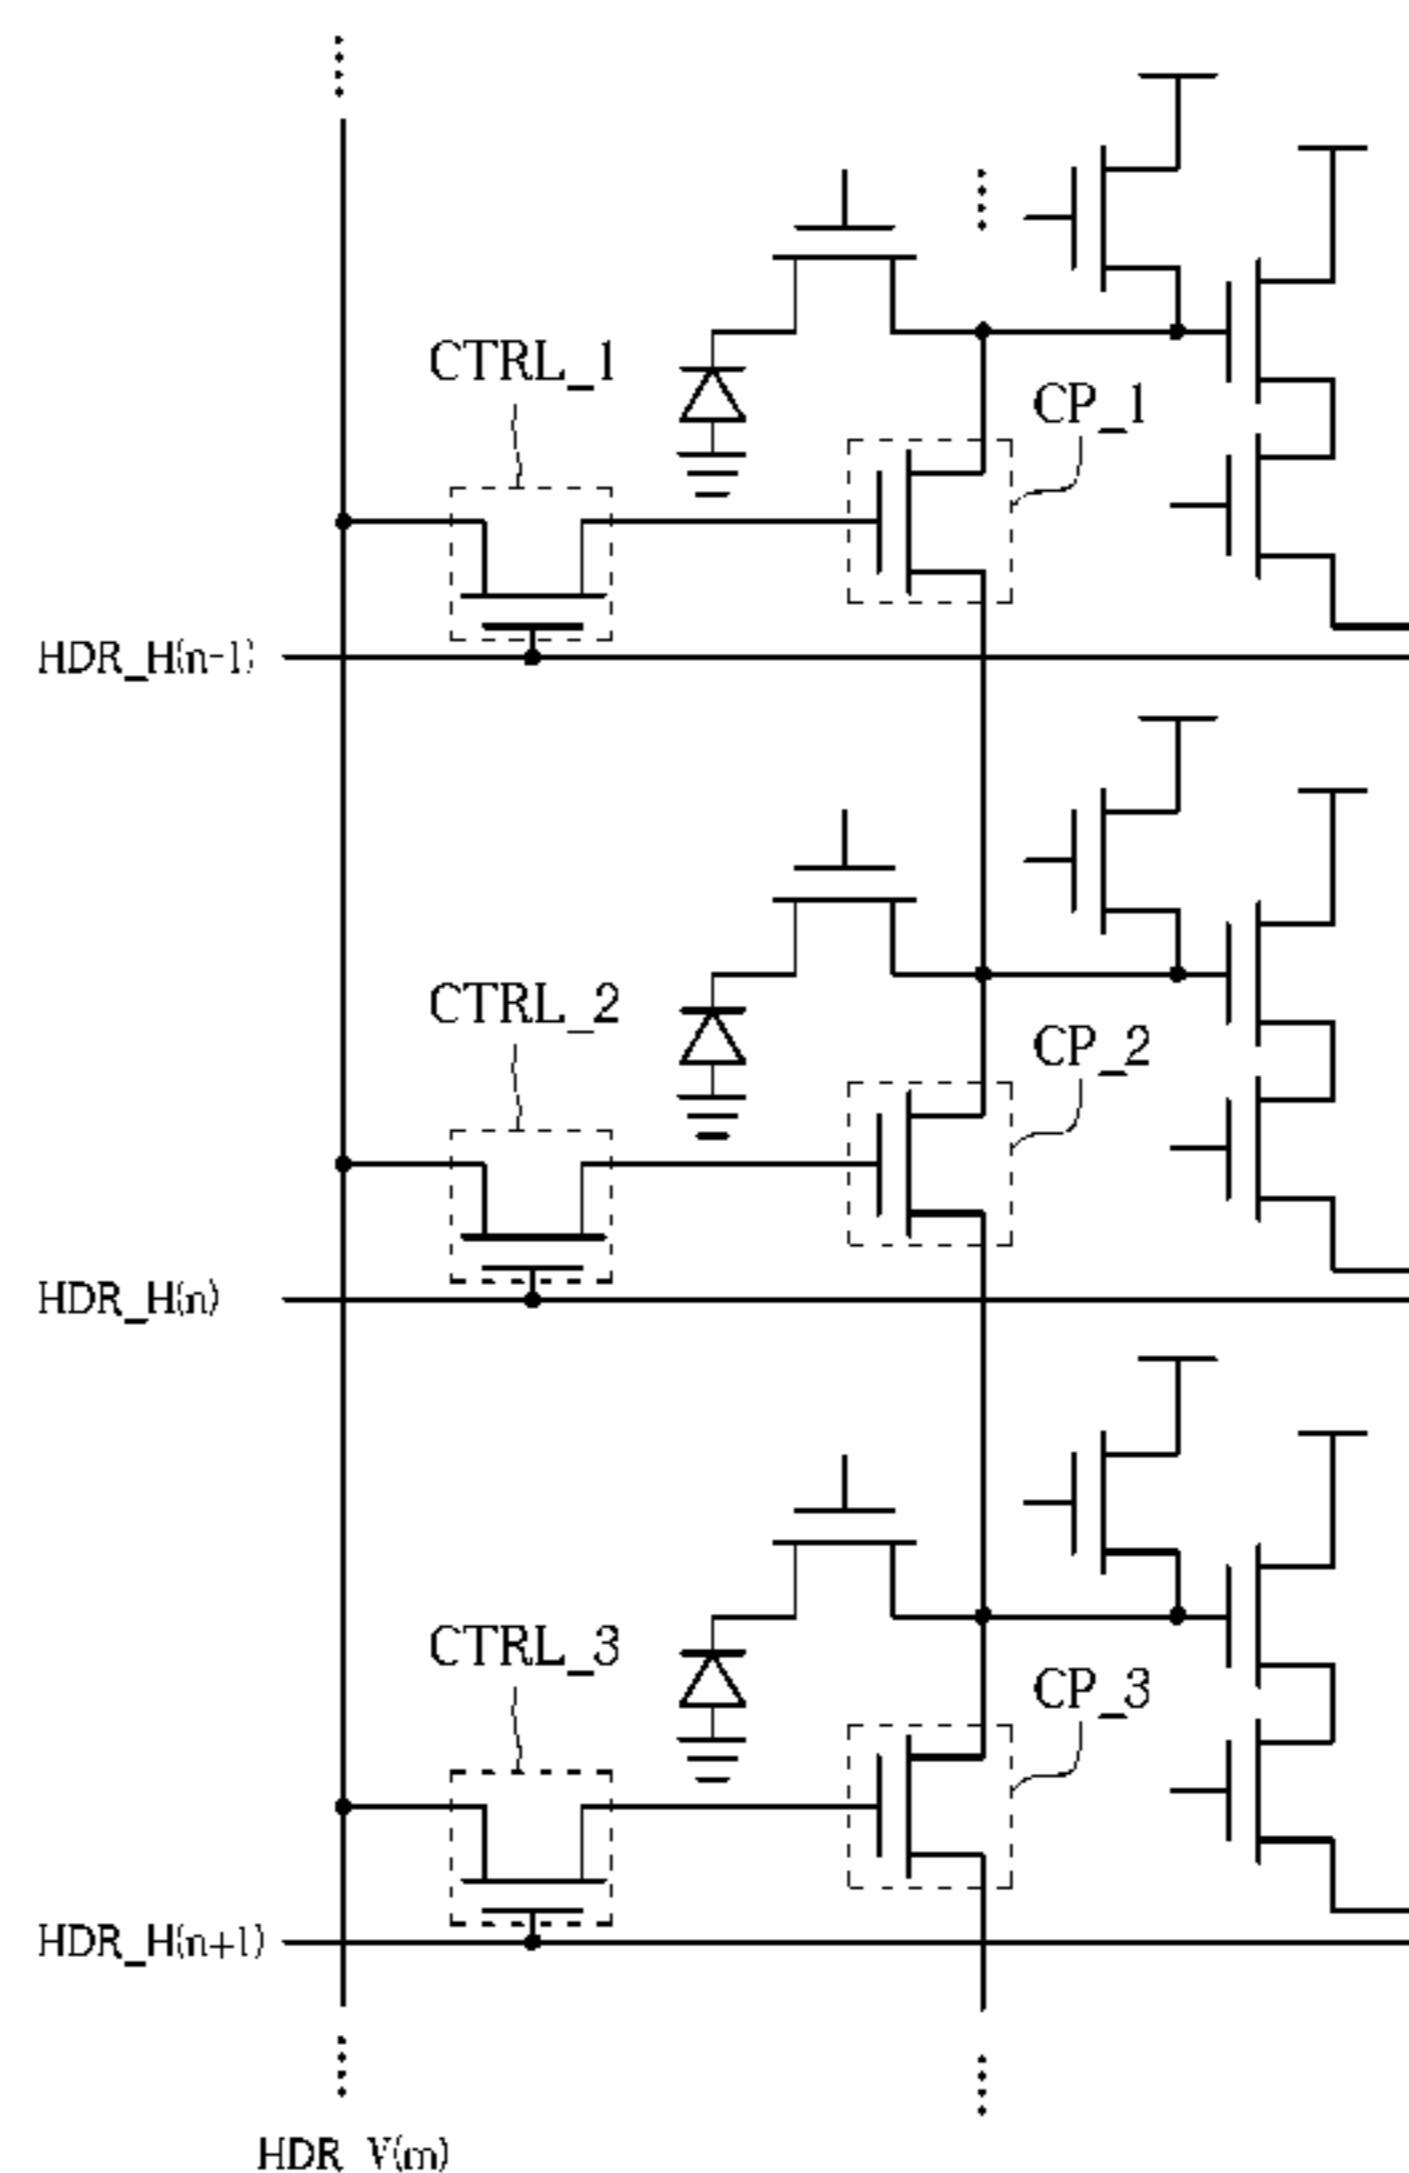 CTRL_1
CP_1
HDR_H(n-1)
CTRL_2
CP_2
HDR_H(n)
CTRL_3
CP_3
HDR_H(n+1)
HDR_V(m)